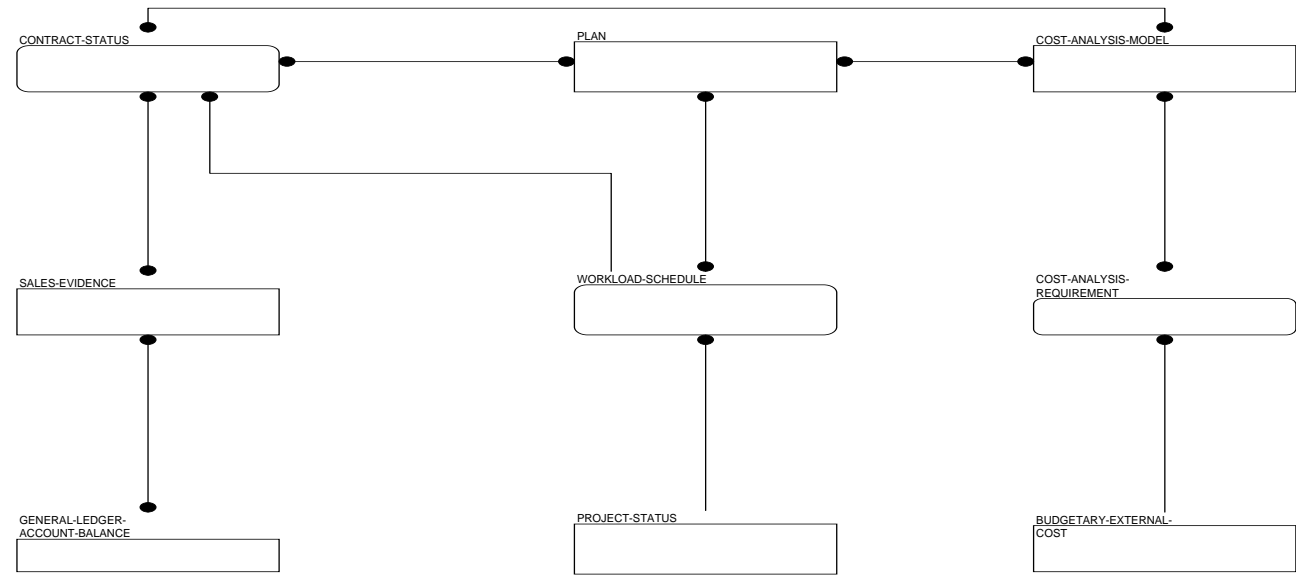 CONTRACT-STATUS
PLAN
COST-ANALYSIS-MODEL
SALES-EVIDENCE
WORKLOAD-SCHEDULE
COST-ANALYSIS-
REQUIREMENT
GENERAL-LEDGER-
ACCOUNT-BALANCE
PROJECT-STATUS
BUDGETARY-EXTERNAL-
COST